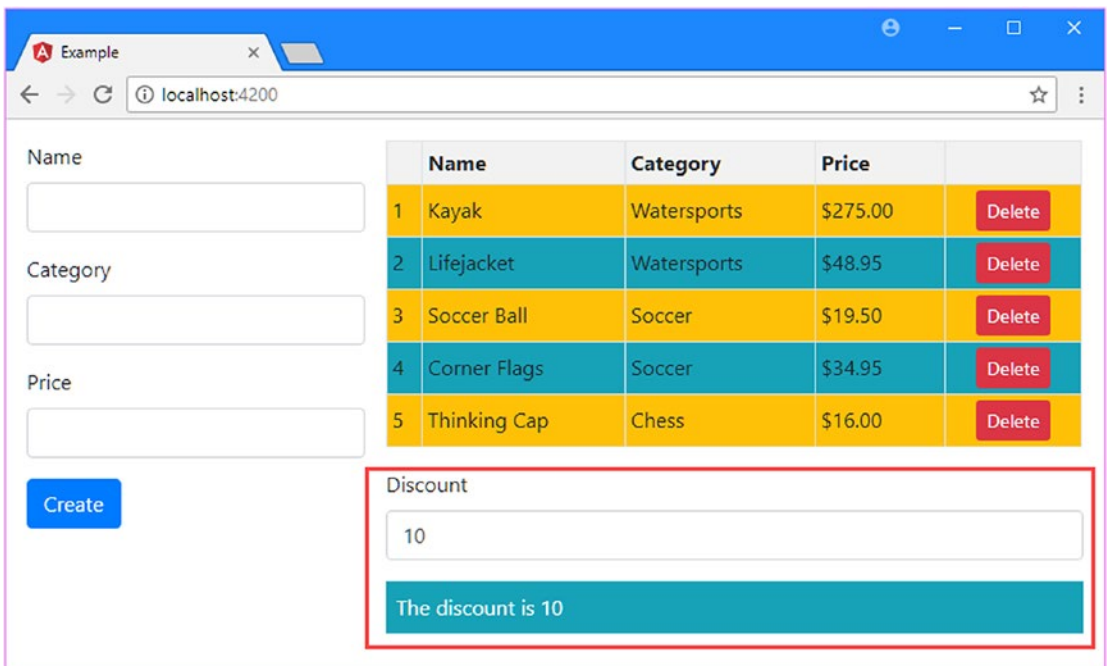 Example
localhost:4200
Name
Category
Price
Create
Name Category Price
1 Kayak Watersports $275.00 Delete
2 Lifejacket Watersports $48.95 Delete
3 Soccer Ball Soccer $19.50 Delete
4 Corner Flags Soccer $34.95 Delete
5 Thinking Cap Chess $16.00 Delete
Discount
10
The discount is 10